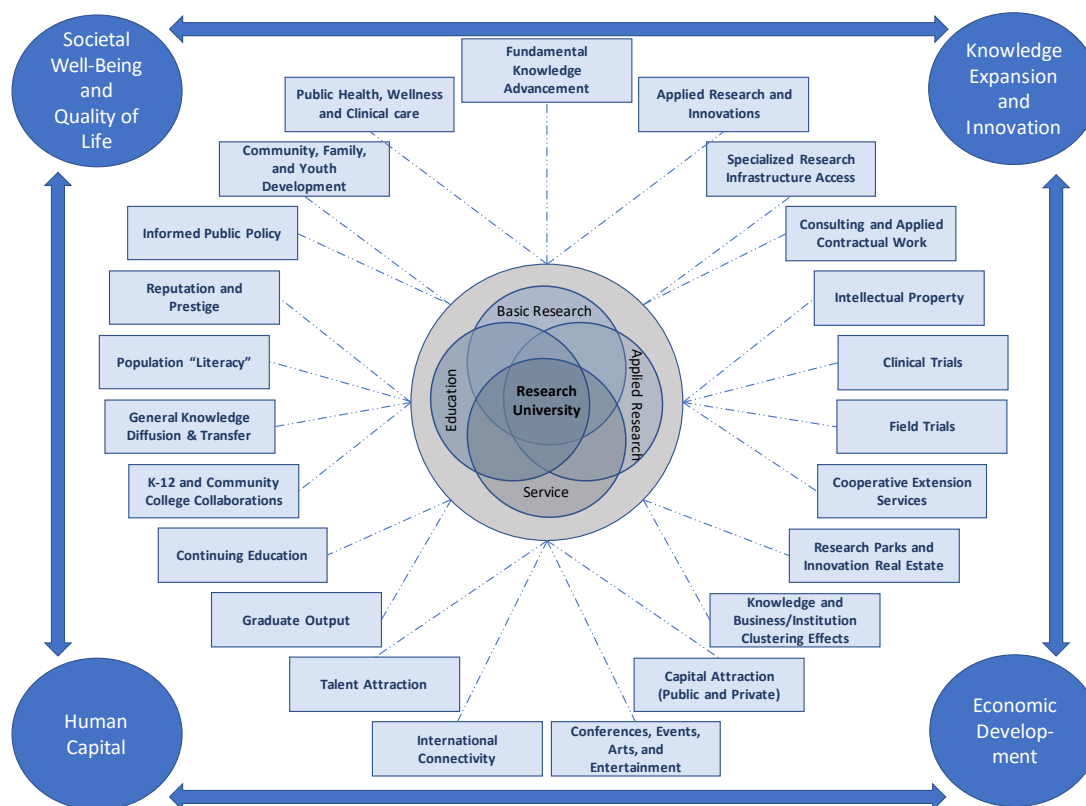 Societal
Well-Being
and
Quality of
Life
Knowledge
Expansion
and
Innovation
Fundamental
Knowledge
Advancement
Public Health, Wellness
and Clinical care
Applied Research and
Innovations
Community, Family,
and Youth
Development
Specialized Research
Infrastructure Access
Informed Public Policy
Consulting and Applied
Contractual Work
Reputation and
Prestige
Intellectual Property
Population “Literacy”
Clinical Trials
General Knowledge
Diffusion & Transfer
Field Trials
K-12 and Community
College Collaborations
Cooperative Extension
Services
Continuing Education
Research Parks and
Innovation Real Estate
Graduate Output
Knowledge and
Business/Institution
Clustering Effects
Talent Attraction
Capital Attraction
(Public and Private)
International
Connectivity
Conferences, Events,
Arts, and
Entertainment
Basic Research
Education
Applied Research
Research
University
Service
Human
Capital
Economic
Develop-
ment